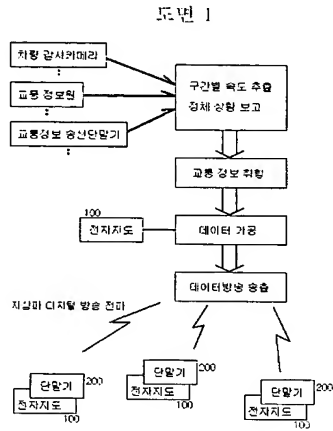 도면 1
차량 감시카메라
:
교통 정보원
:
교통정보 송신단말기
:
구간별 속도 추출
정체 상황 보고
교통 정보 취합
100
전자지도
데이터 가공
데이터방송 송출
지상파 디지털 방송 전파
단말기
200
전자지도
100
단말기
200
전자지도
100
단말기
200
전자지도
100